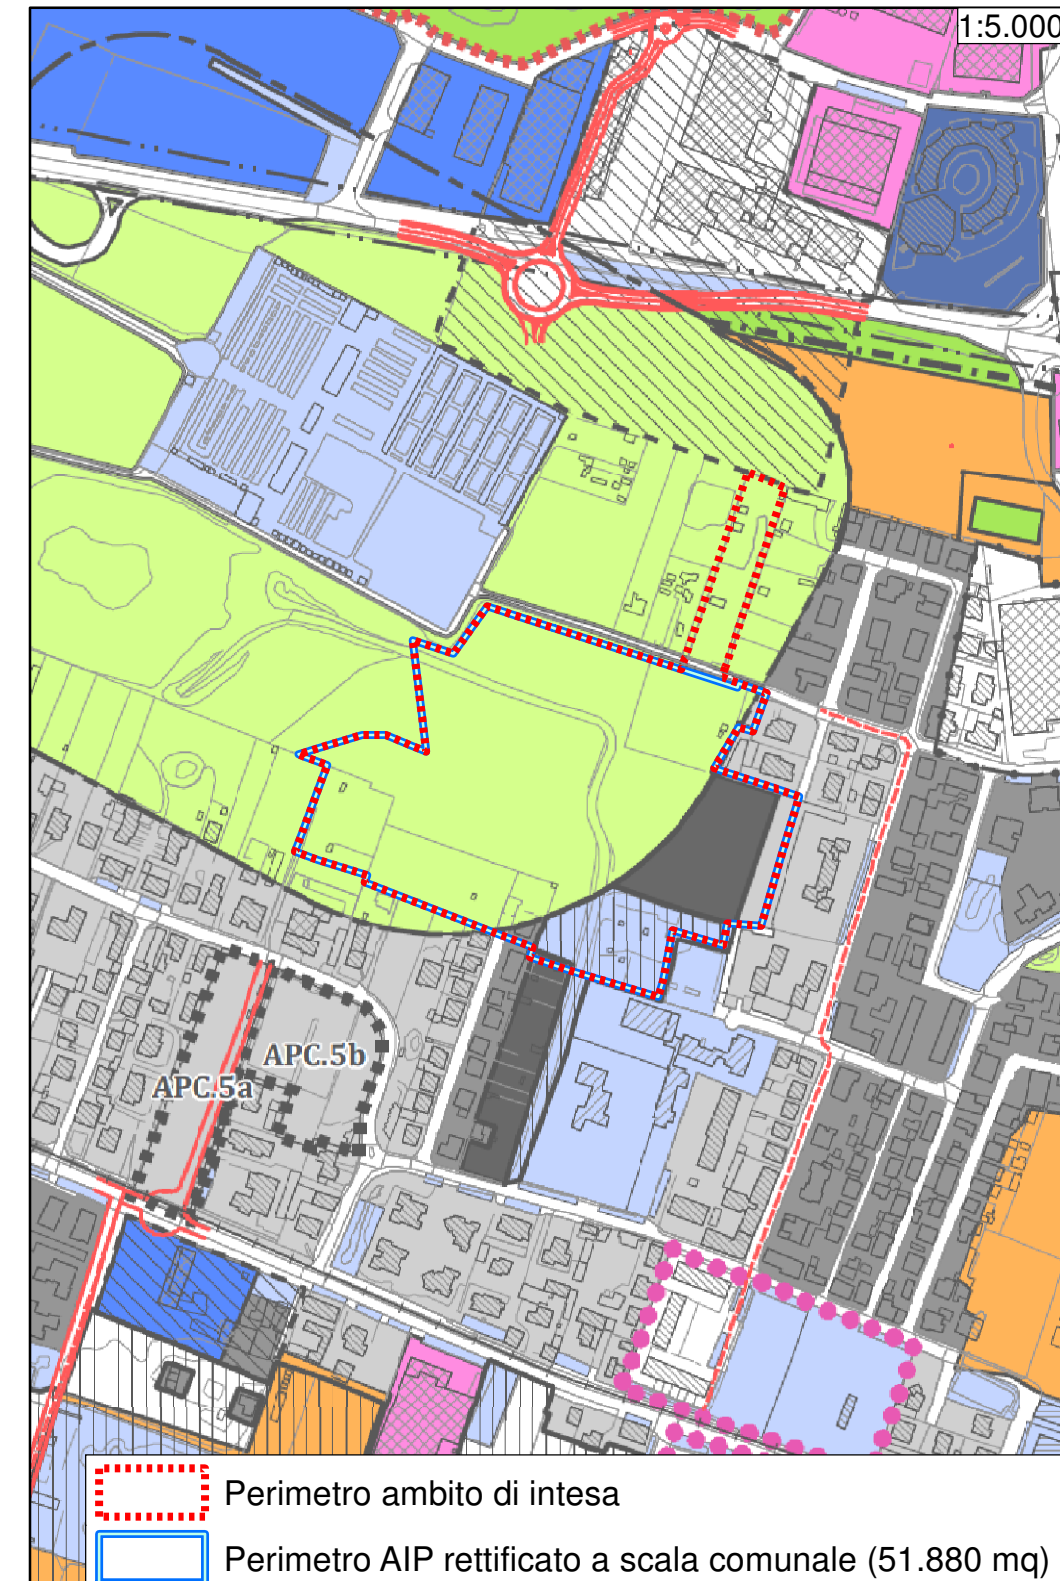 1:5.000
APC.5b
APC.5a
Perimetro ambito di intesa
Perimetro AIP rettificato a scala comunale (51.880 mq)